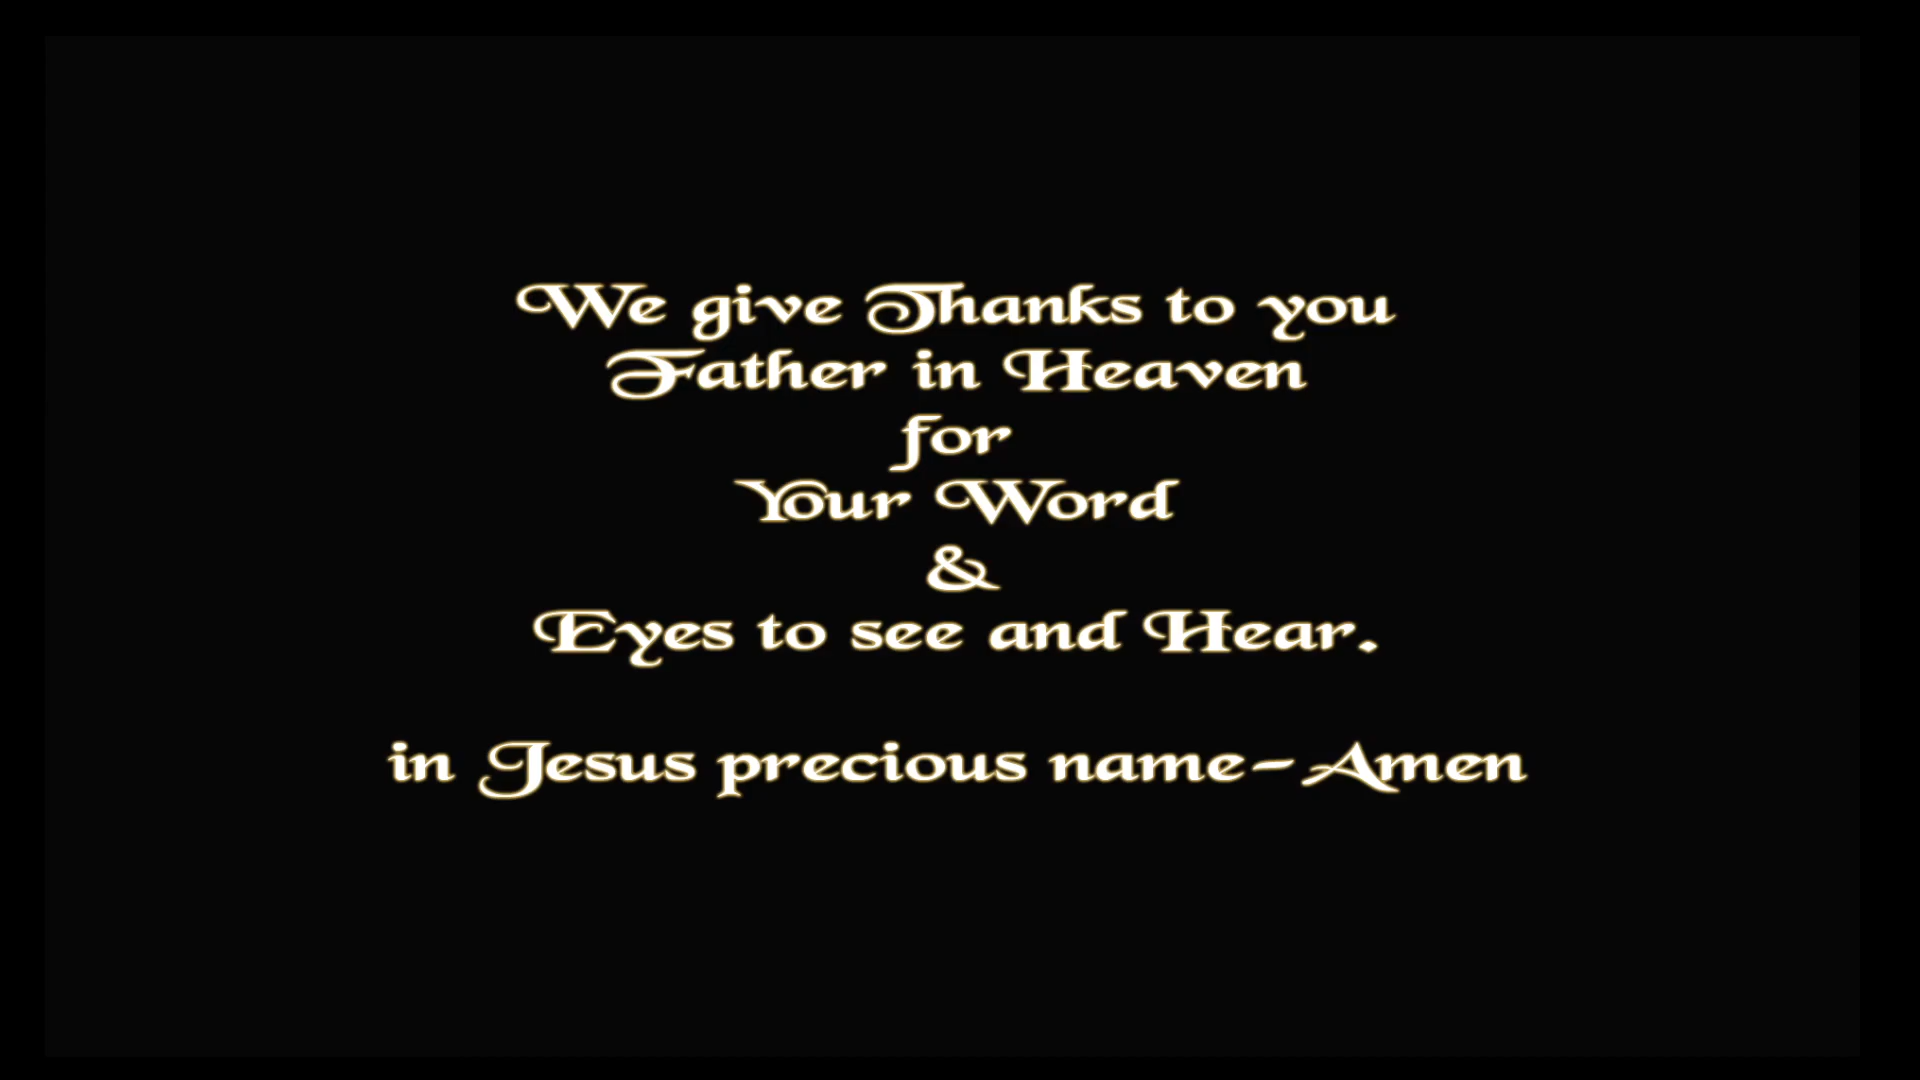 We give Thanks to you
Father in Heaven
for
Your Word
&
Eyes to see and Hear.
in Jesus precious name-Amen